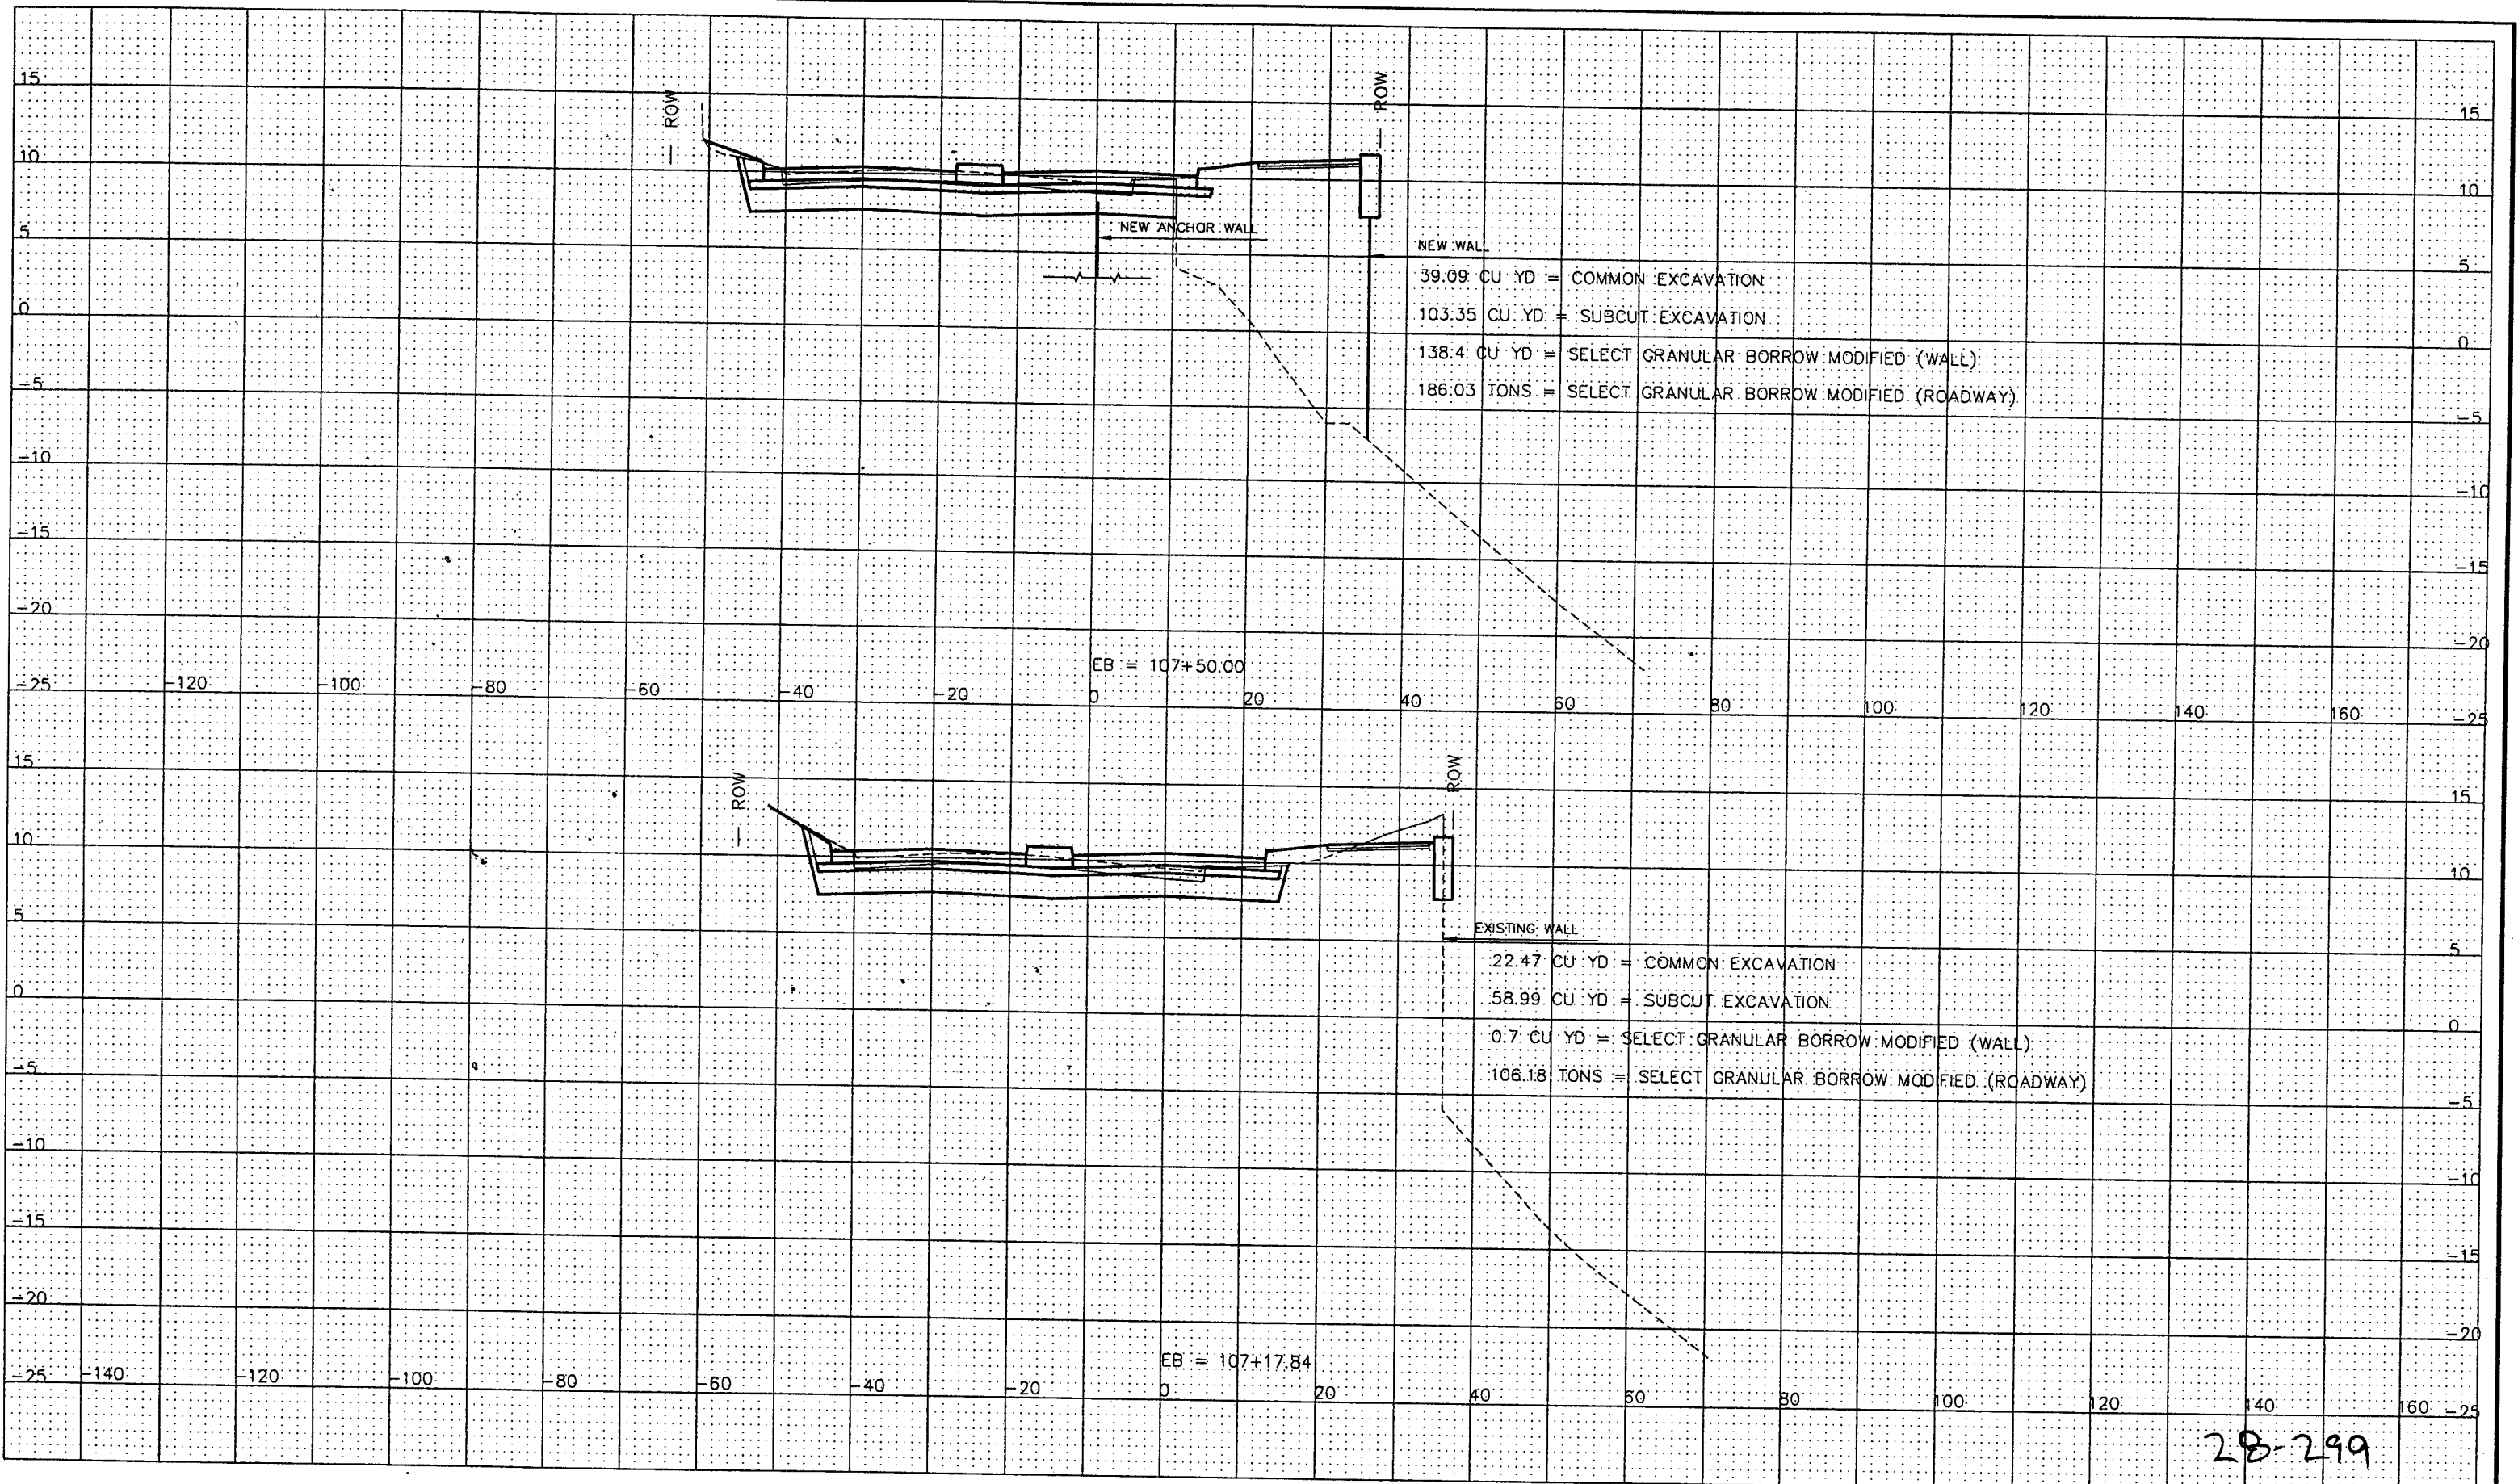 15 15
— ROW
— ROW
10 10
NEW ANCHOR WALL
5 5
NEW WALL
39.09 CU YD = COMMON EXCAVATION
0 0
103.35 CU YD = SUBCUT EXCAVATION
138.4 CU YD = SELECT GRANULAR BORROW MODIFIED (WALL)
-5 -5
186.03 TONS = SELECT GRANULAR BORROW MODIFIED (ROADWAY)
-10 -10
-15 -15
-20 -20
EB = 107+50.00
-25 -120 -100 -80 -60 -40 -20 0 20 40 60 80 100 120 140 160 -25
15 15
— ROW
ROW
10 10
EXISTING WALL
5 5
22.47 CU YD = COMMON EXCAVATION
0 0
58.99 CU YD = SUBCUT EXCAVATION
0.7 CU YD = SELECT GRANULAR BORROW MODIFIED (WALL)
-5 -5
106.18 TONS = SELECT GRANULAR BORROW MODIFIED (ROADWAY)
-10 -10
-15 -15
-20 -20
EB = 107+17.84
-25 -140 -120 -100 -80 -60 -40 -20 0 20 40 60 80 100 120 140 160 -25
28-299